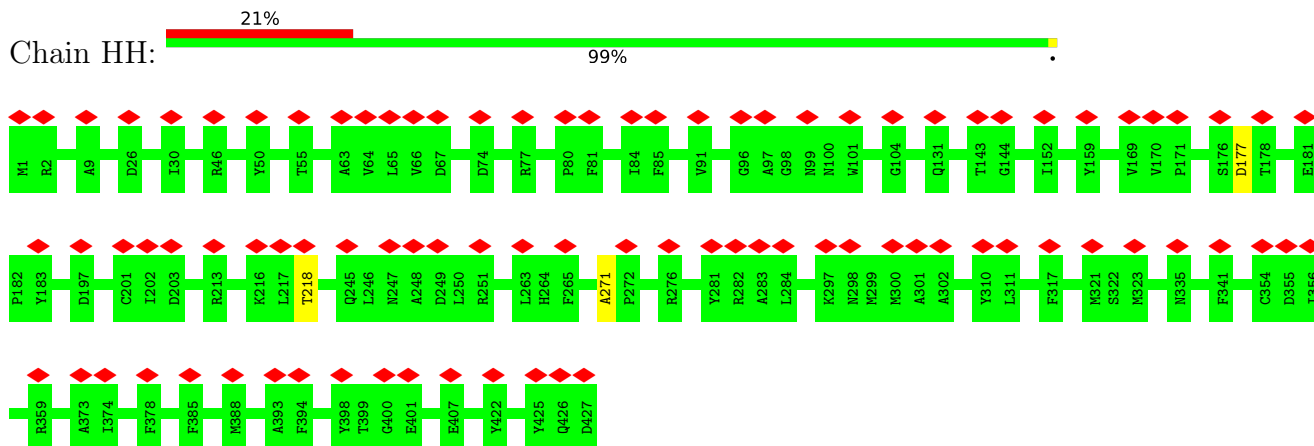 21%
Chain HH:
99%
.
M1 R2 A9 D26 I30 R46 Y50 T55 A63 V64 L65 V66 D67 D74 R77 P80 F81 I84 F85 V91 G96 A97 G98 N99 N100 W101 G104 Q131 T143 G144 I152 Y159 V169 V170 P171 S176 D177 T178 E181
P182 Y183 D197 C201 I202 D203 R213 K216 L217 T218 Q245 L246 N247 A248 D249 L250 R251 L263 H264 F265 A271 P272 R276 Y281 R282 A283 L284 K297 N298 M299 M300 A301 A302 Y310 L311 F317 M321 S322 M323 N335 F341 C354 D355 I356
R359 A373 I374 F378 F385 M388 A393 F394 Y398 T399 G400 E401 E407 Y422 Y425 Q426 D427